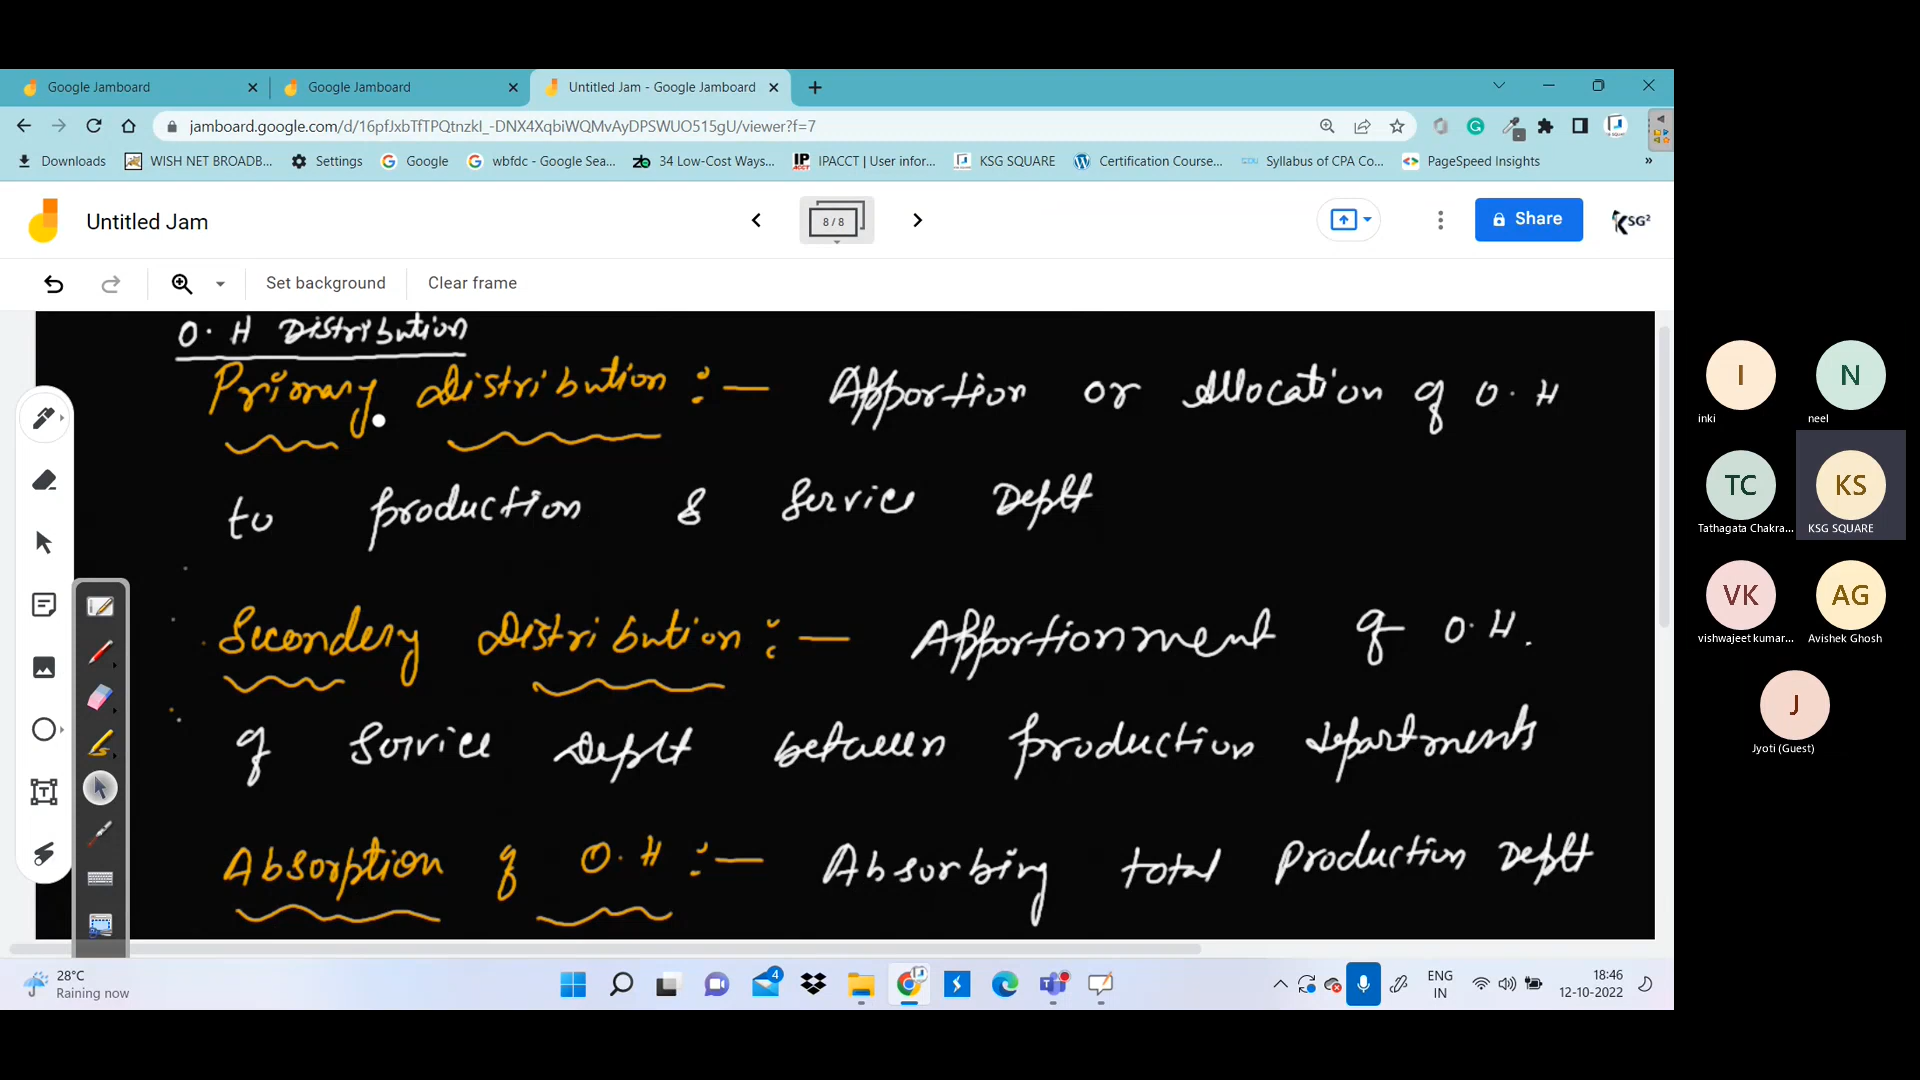 Google Jamboard
Google Jamboard
Untitled Jam - Google Jamboard
jamboard.google.com/d/16pfJxbTfTPQtnzkI_-DNX4XqbiWQMvAyDPSWUO515gU/viewer?f=7
Downloads WISH NET BROADB... Settings Google wbfdc - Google Sea... 34 Low-Cost Ways... IPACCT | User infor... KSG SQUARE Certification Course... Syllabus of CPA Co... PageSpeed Insights »
Untitled Jam
8 / 8
Share
KSG²
Set background Clear frame
O.H Distribution
Primary Distribution :— Apportion or Allocation of O.H
to production & Service Deptt
Secondery Distribution :— Apportionment of O.H.
of Service Deptt between production departments
Absorption of O.H :— Absorbing total Production Deptt
I
inki
N
neel
TC
Tathagata Chakra...
KS
KSG SQUARE
VK
vishwajeet kumar...
AG
Avishek Ghosh
J
Jyoti (Guest)
28°C
Raining now
4
ENG
IN
18:46
12-10-2022